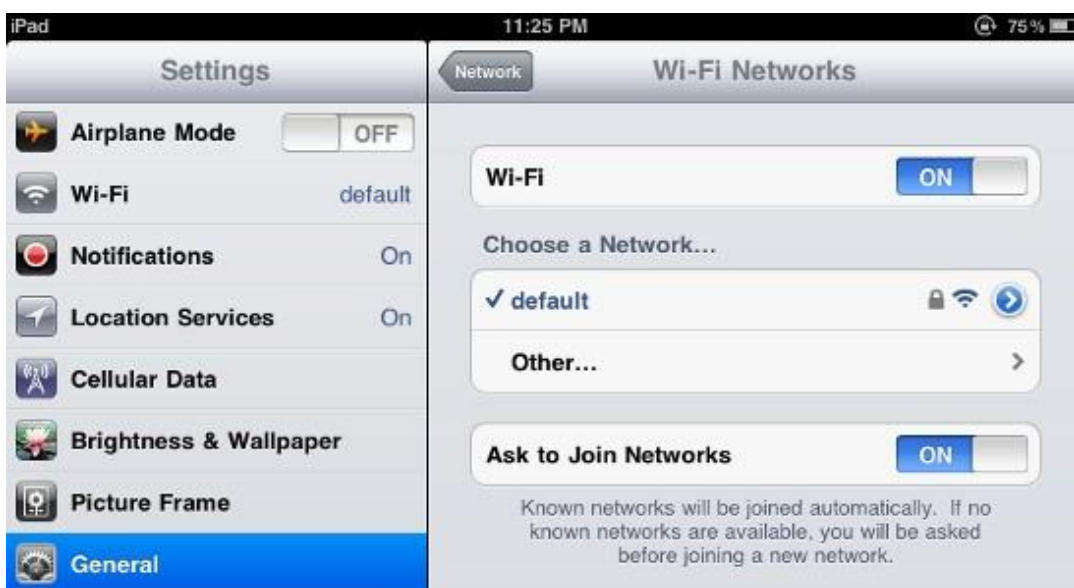 iPad 11:25 PM 75%
Settings
Airplane Mode OFF
Wi-Fi default
Notifications On
Location Services On
Cellular Data
Brightness & Wallpaper
Picture Frame
General
Network Wi-Fi Networks
Wi-Fi ON
Choose a Network...
default
Other...
Ask to Join Networks ON
Known networks will be joined automatically. If no
known networks are available, you will be asked
before joining a new network.